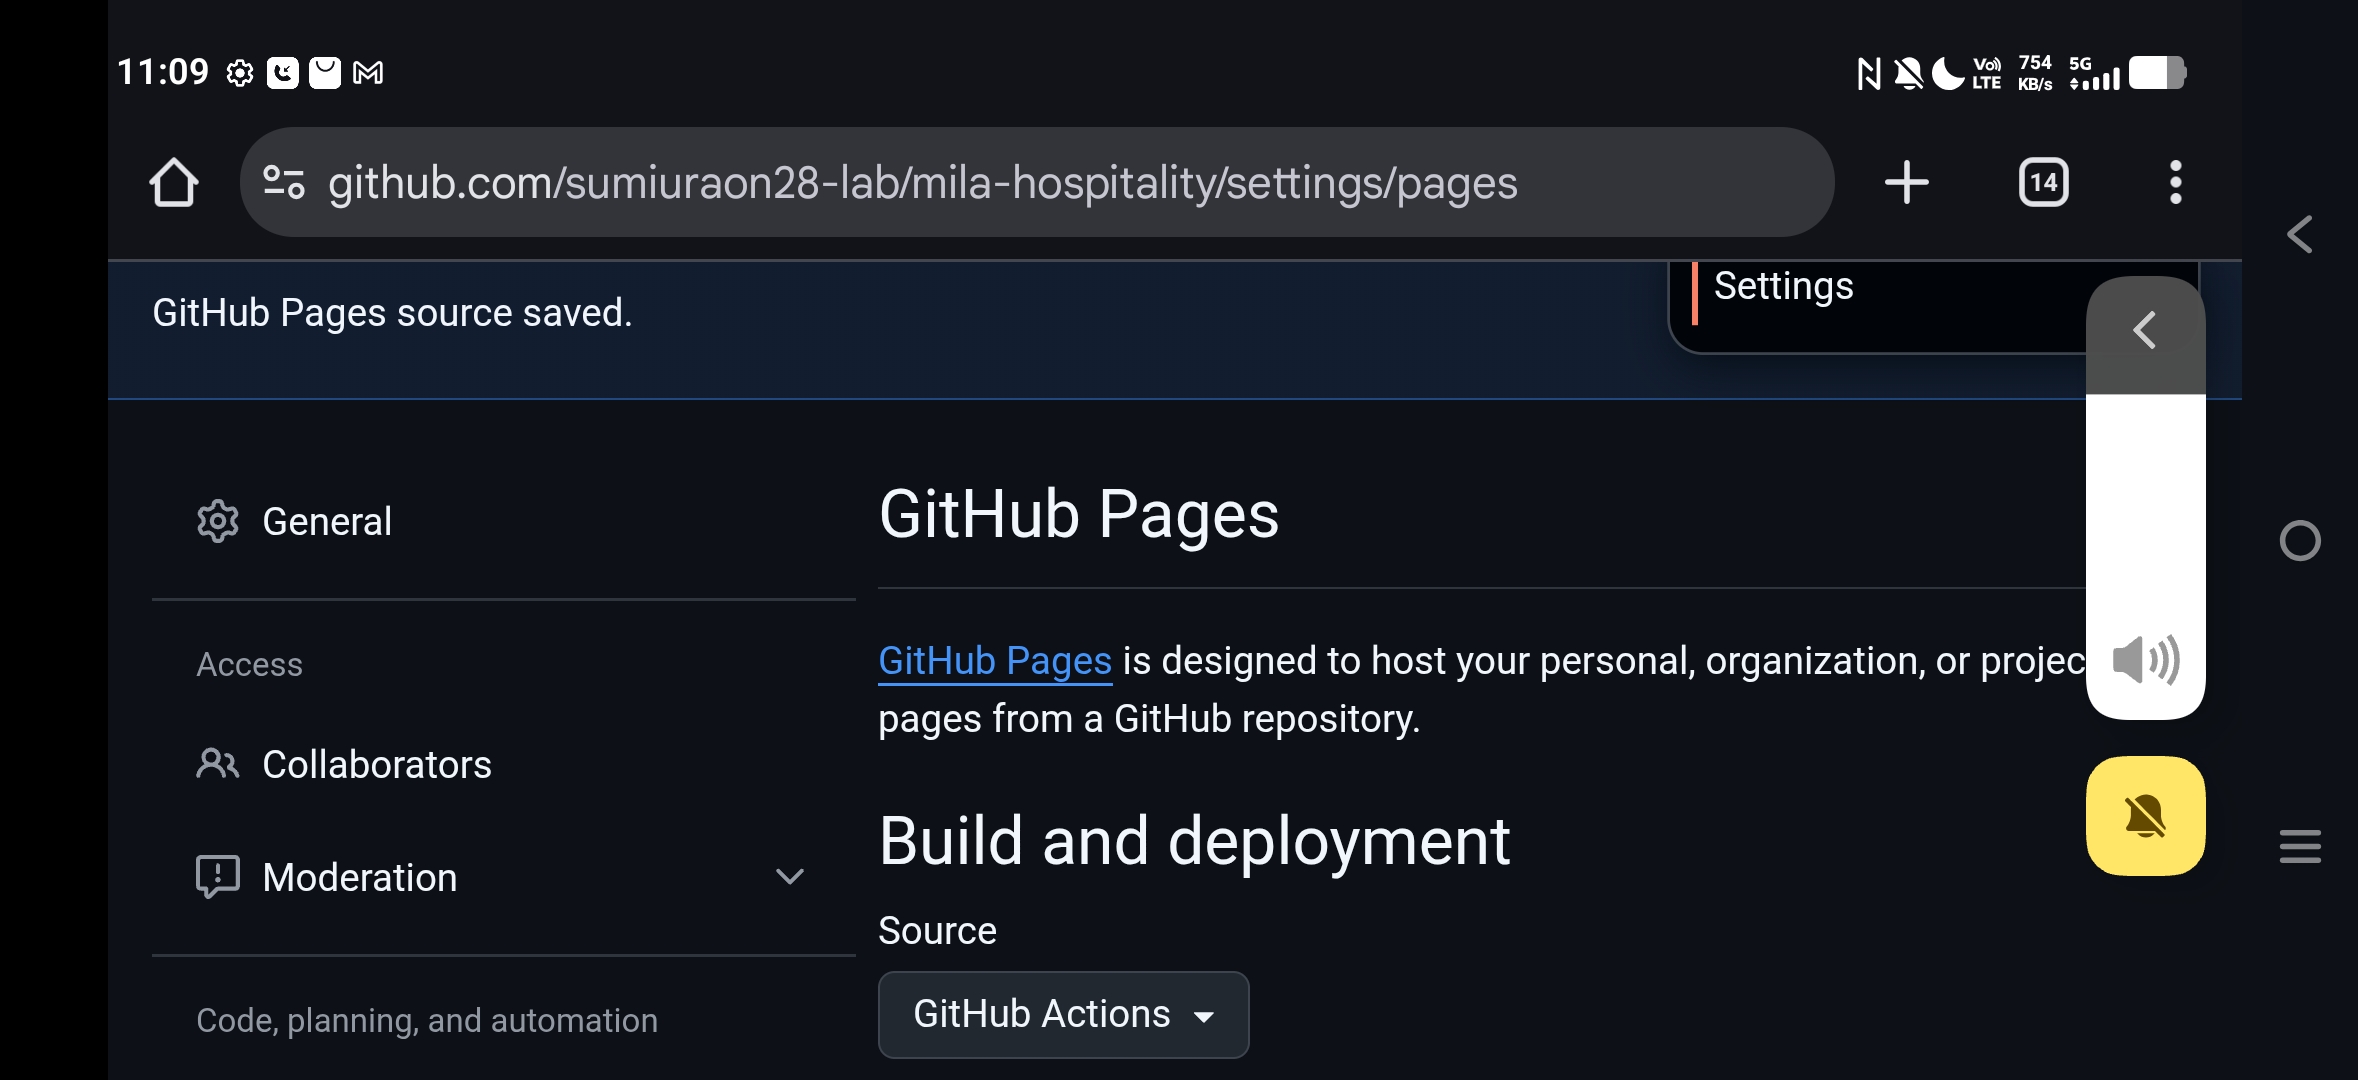 11:09
Vo)) LTE
754 KB/s
5G
github.com/sumiuraon28-lab/mila-hospitality/settings/pages
14
GitHub Pages source saved.
Settings
General
Access
Collaborators
Moderation
Code, planning, and automation
GitHub Pages
GitHub Pages is designed to host your personal, organization, or projec
pages from a GitHub repository.
Build and deployment
Source
GitHub Actions